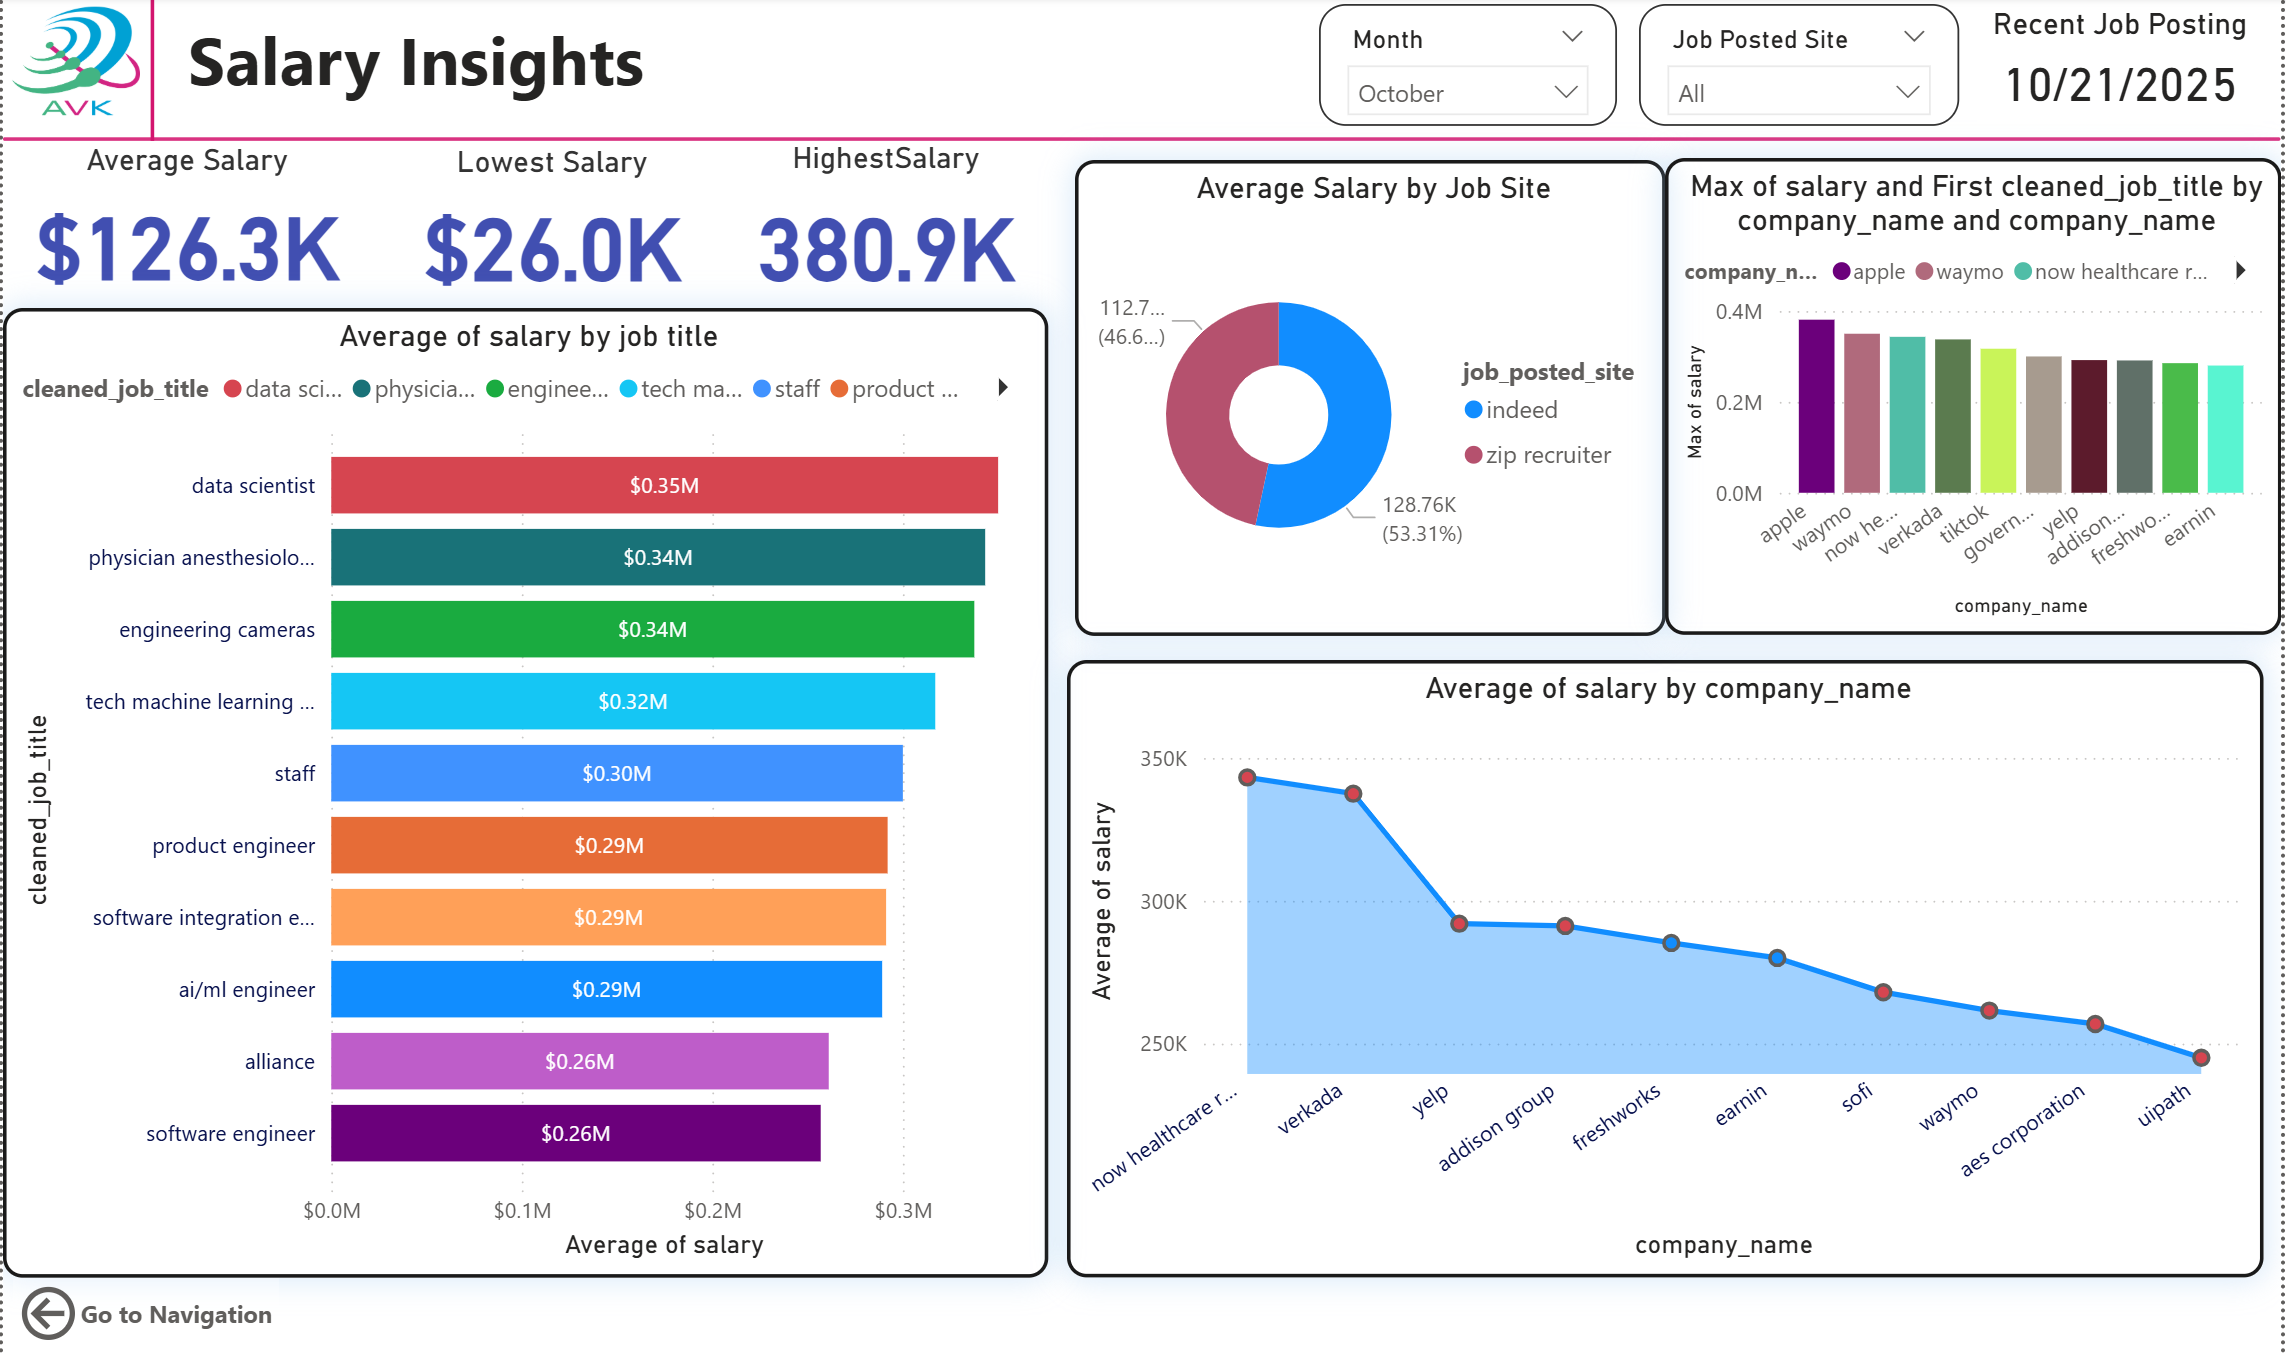 AVK
Salary Insights
Month
October
Job Posted Site
All
Recent Job Posting
10/21/2025
Average Salary
$126.3K
Lowest Salary
$26.0K
HighestSalary
380.9K
Average of salary by job title
cleaned_job_title data sci... physicia... enginee... tech ma... staff product ...
cleaned_job_title
data scientist $0.35M
physician anesthesiolo... $0.34M
engineering cameras $0.34M
tech machine learning ... $0.32M
staff $0.30M
product engineer $0.29M
software integration e... $0.29M
ai/ml engineer $0.29M
alliance $0.26M
software engineer $0.26M
$0.0M $0.1M $0.2M $0.3M
Average of salary
Average Salary by Job Site
112.7...
(46.6...)
128.76K
(53.31%)
job_posted_site
indeed
zip recruiter
Max of salary and First cleaned_job_title by
company_name and company_name
company_n... apple waymo now healthcare r...
Max of salary
0.4M
0.2M
0.0M
apple waymo now he... verkada tiktok govern... yelp addison... freshwo... earnin
company_name
Average of salary by company_name
Average of salary
350K
300K
250K
now healthcare r... verkada yelp addison group freshworks earnin sofi waymo aes corporation uipath
company_name
Go to Navigation